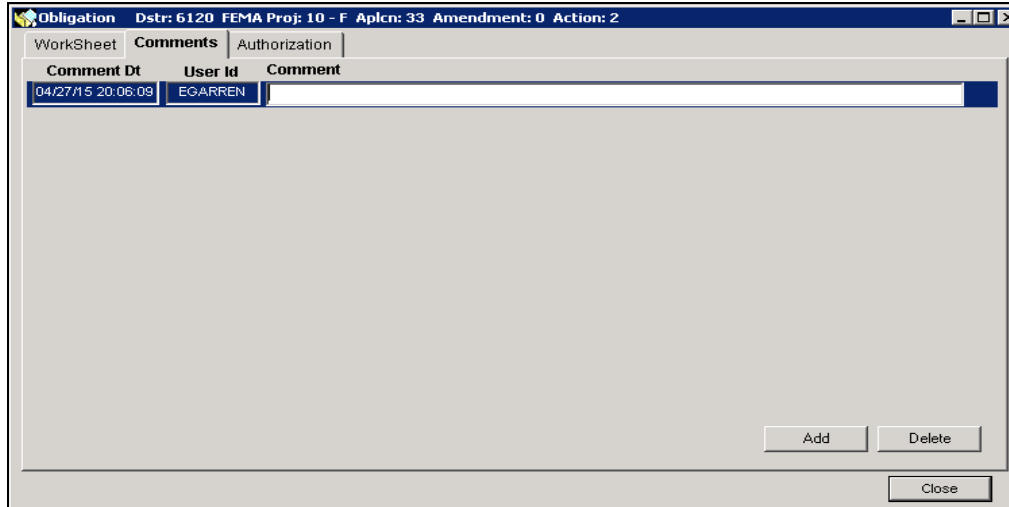 Obligation Dstr: 6120 FEMA Proj: 10 - F Aplcn: 33 Amendment: 0 Action: 2
WorkSheet Comments Authorization
Comment Dt User Id Comment
04/27/15 20:06:09 EGARREN
Add Delete
Close